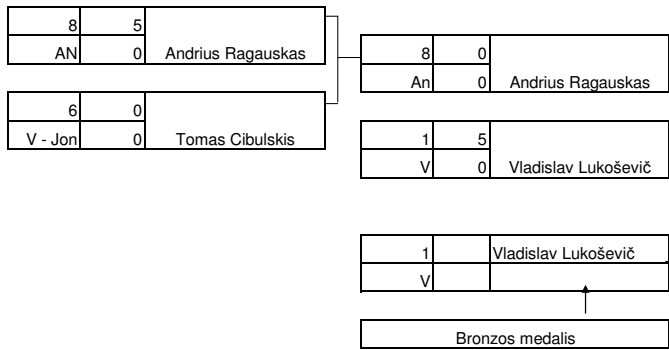 8 5
AN 0 Andrius Ragauskas
6 0
V - Jon 0 Tomas Cibulskis
8 0
An 0 Andrius Ragauskas
1 5
V 0 Vladislav Lukoševič
1 Vladislav Lukoševič
V
Bronzos medalis